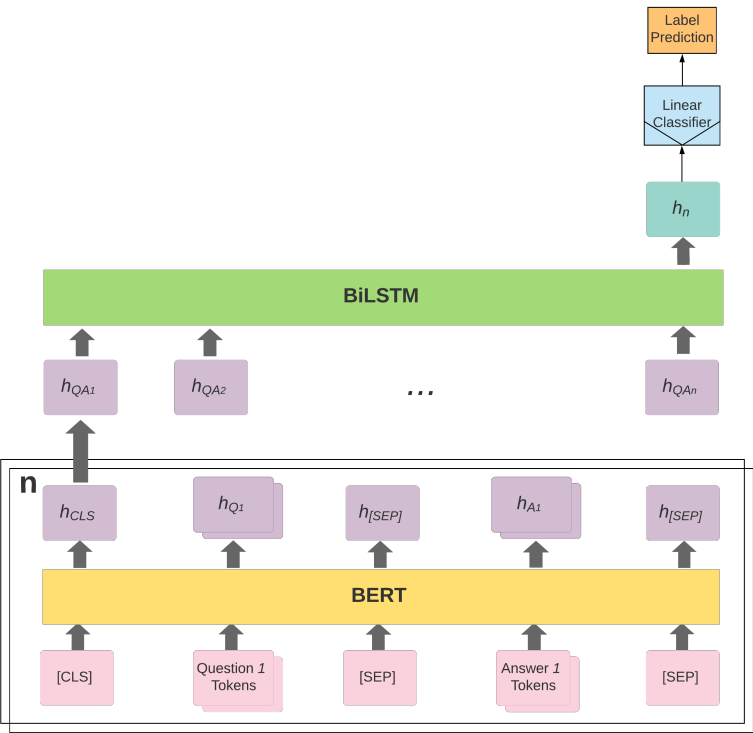 Label
Prediction
Linear
Classifier
hn
BiLSTM
hQA1
hQA2
...
hQAn
n
hCLS
hQ1
h[SEP]
hA1
h[SEP]
BERT
[CLS]
Question 1
Tokens
[SEP]
Answer 1
Tokens
[SEP]